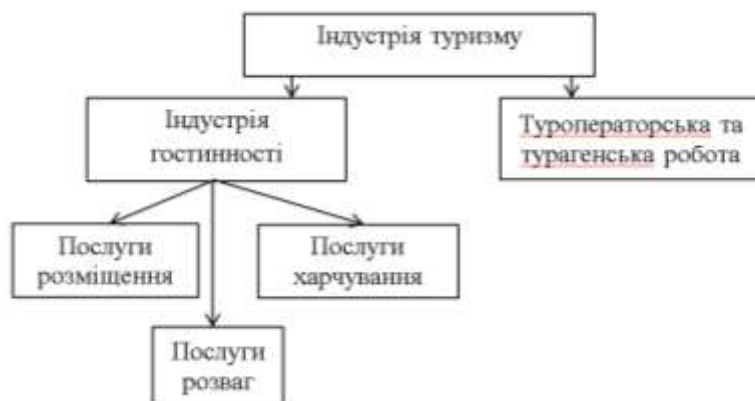 Індустрія туризму
Індустрія
гостинності
Туроператорська та
турагенська робота
Послуги
розміщення
Послуги
харчування
Послуги
розваг